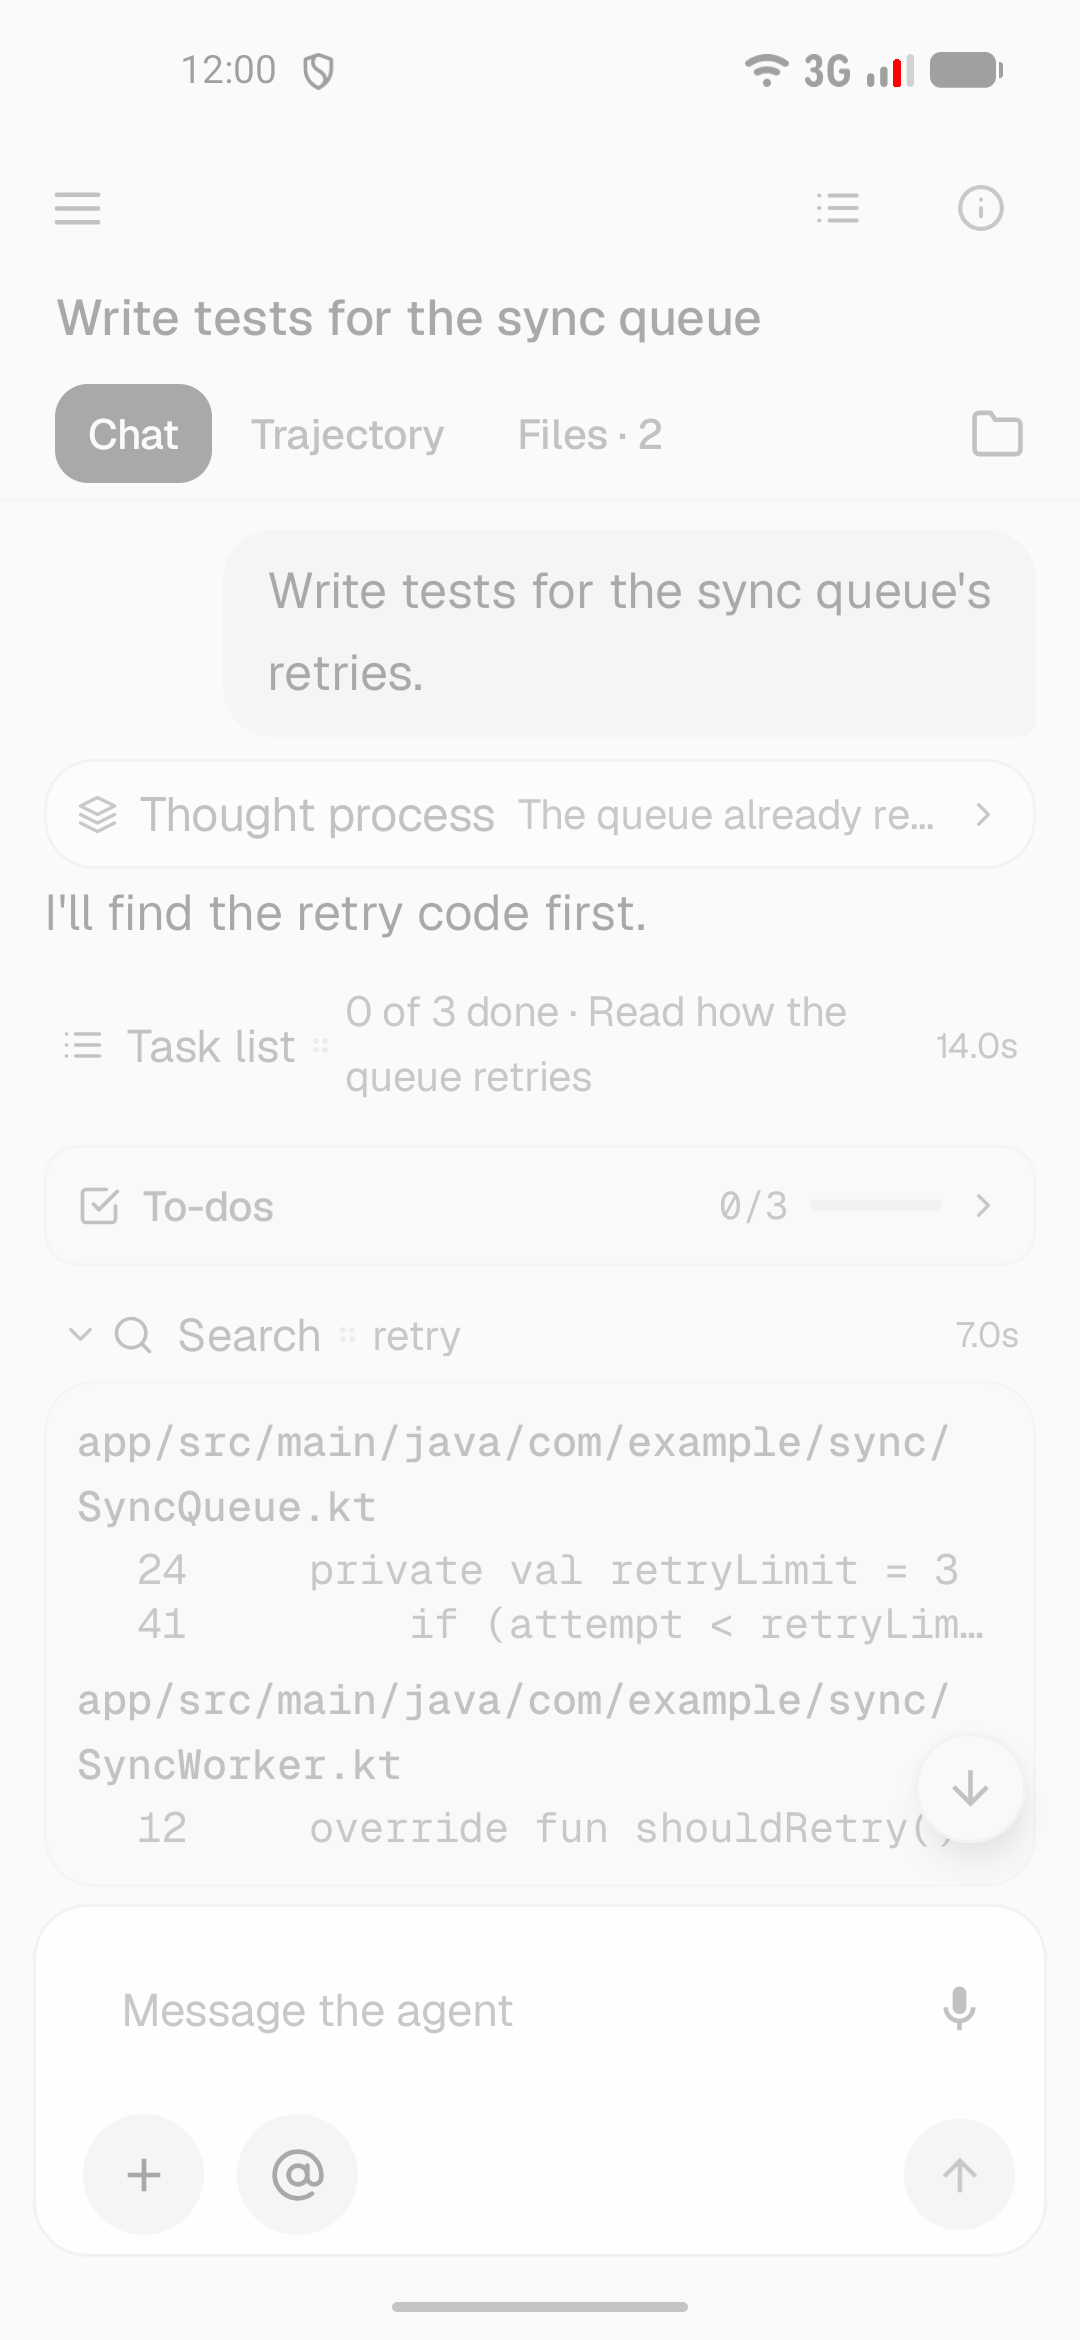 12:00
3G
Write tests for the sync queue
Chat
Trajectory
Files · 2
Write tests for the sync queue's
retries.
Thought process The queue already re…
I'll find the retry code first.
Task list 0 of 3 done · Read how the
queue retries
14.0s
To-dos 0/3
Search retry 7.0s
app/src/main/java/com/example/sync/
SyncQueue.kt
24 private val retryLimit = 3
41 if (attempt < retryLim…
app/src/main/java/com/example/sync/
SyncWorker.kt
12 override fun shouldRetry()
Message the agent